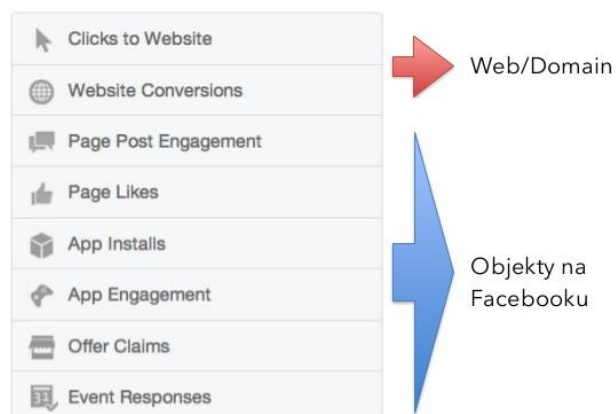 Clicks to Website
Website Conversions
Page Post Engagement
Page Likes
App Installs
App Engagement
Offer Claims
Event Responses
Web/Domain
Objekty na
Facebooku